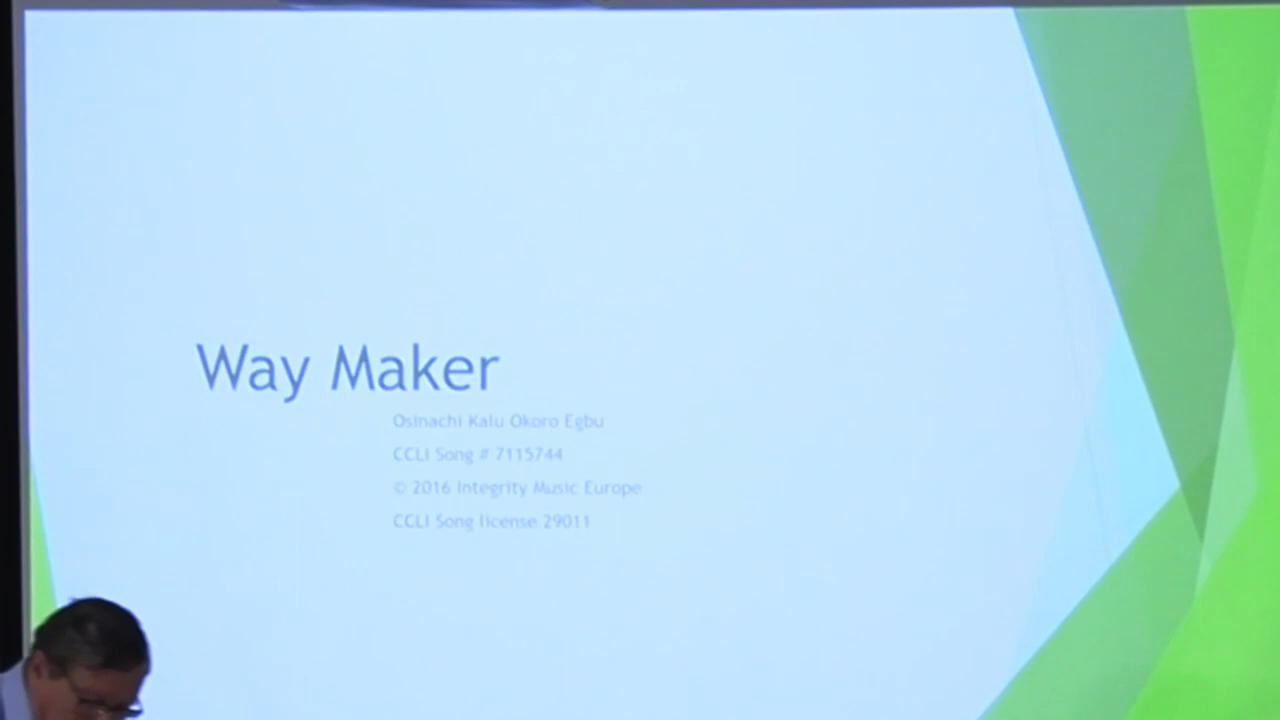 Way Maker
Osinachi Kalu Okoro Egbu
CCLI Song # 7115744
© 2016 Integrity Music Europe
CCLI Song license 29011